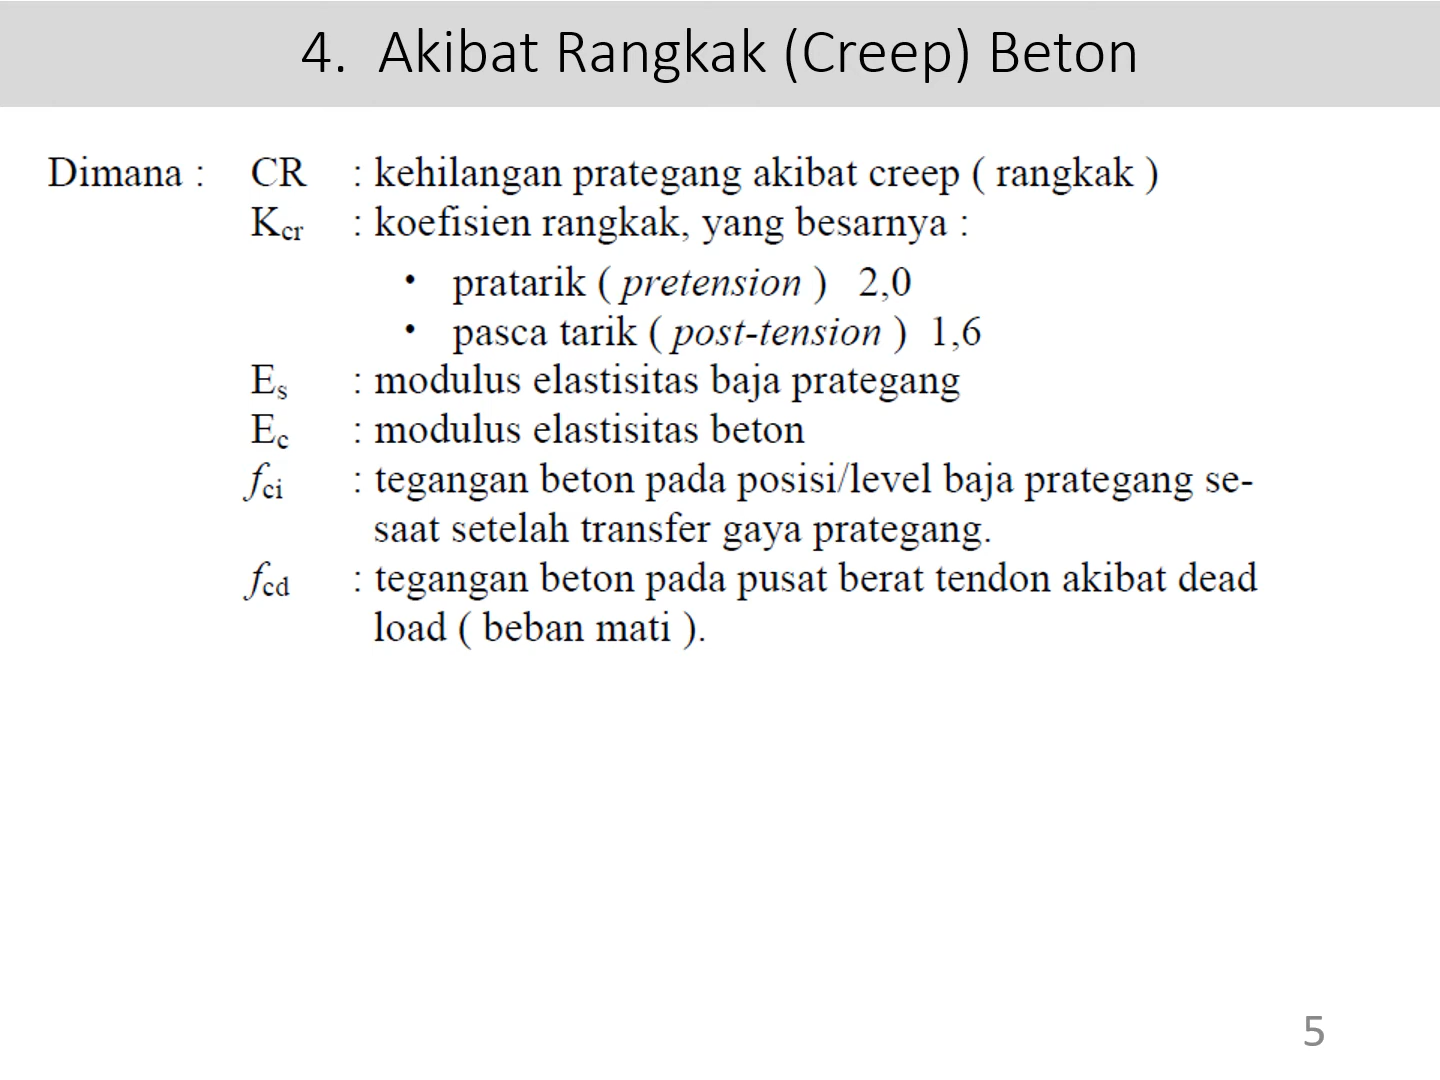 4. Akibat Rangkak (Creep) Beton
Dimana : CR : kehilangan prategang akibat creep ( rangkak )
Kcr : koefisien rangkak, yang besarnya :
• pratarik ( pretension ) 2,0
• pasca tarik ( post-tension ) 1,6
Es : modulus elastisitas baja prategang
Ec : modulus elastisitas beton
fci : tegangan beton pada posisi/level baja prategang se-
saat setelah transfer gaya prategang.
fcd : tegangan beton pada pusat berat tendon akibat dead
load ( beban mati ).
5